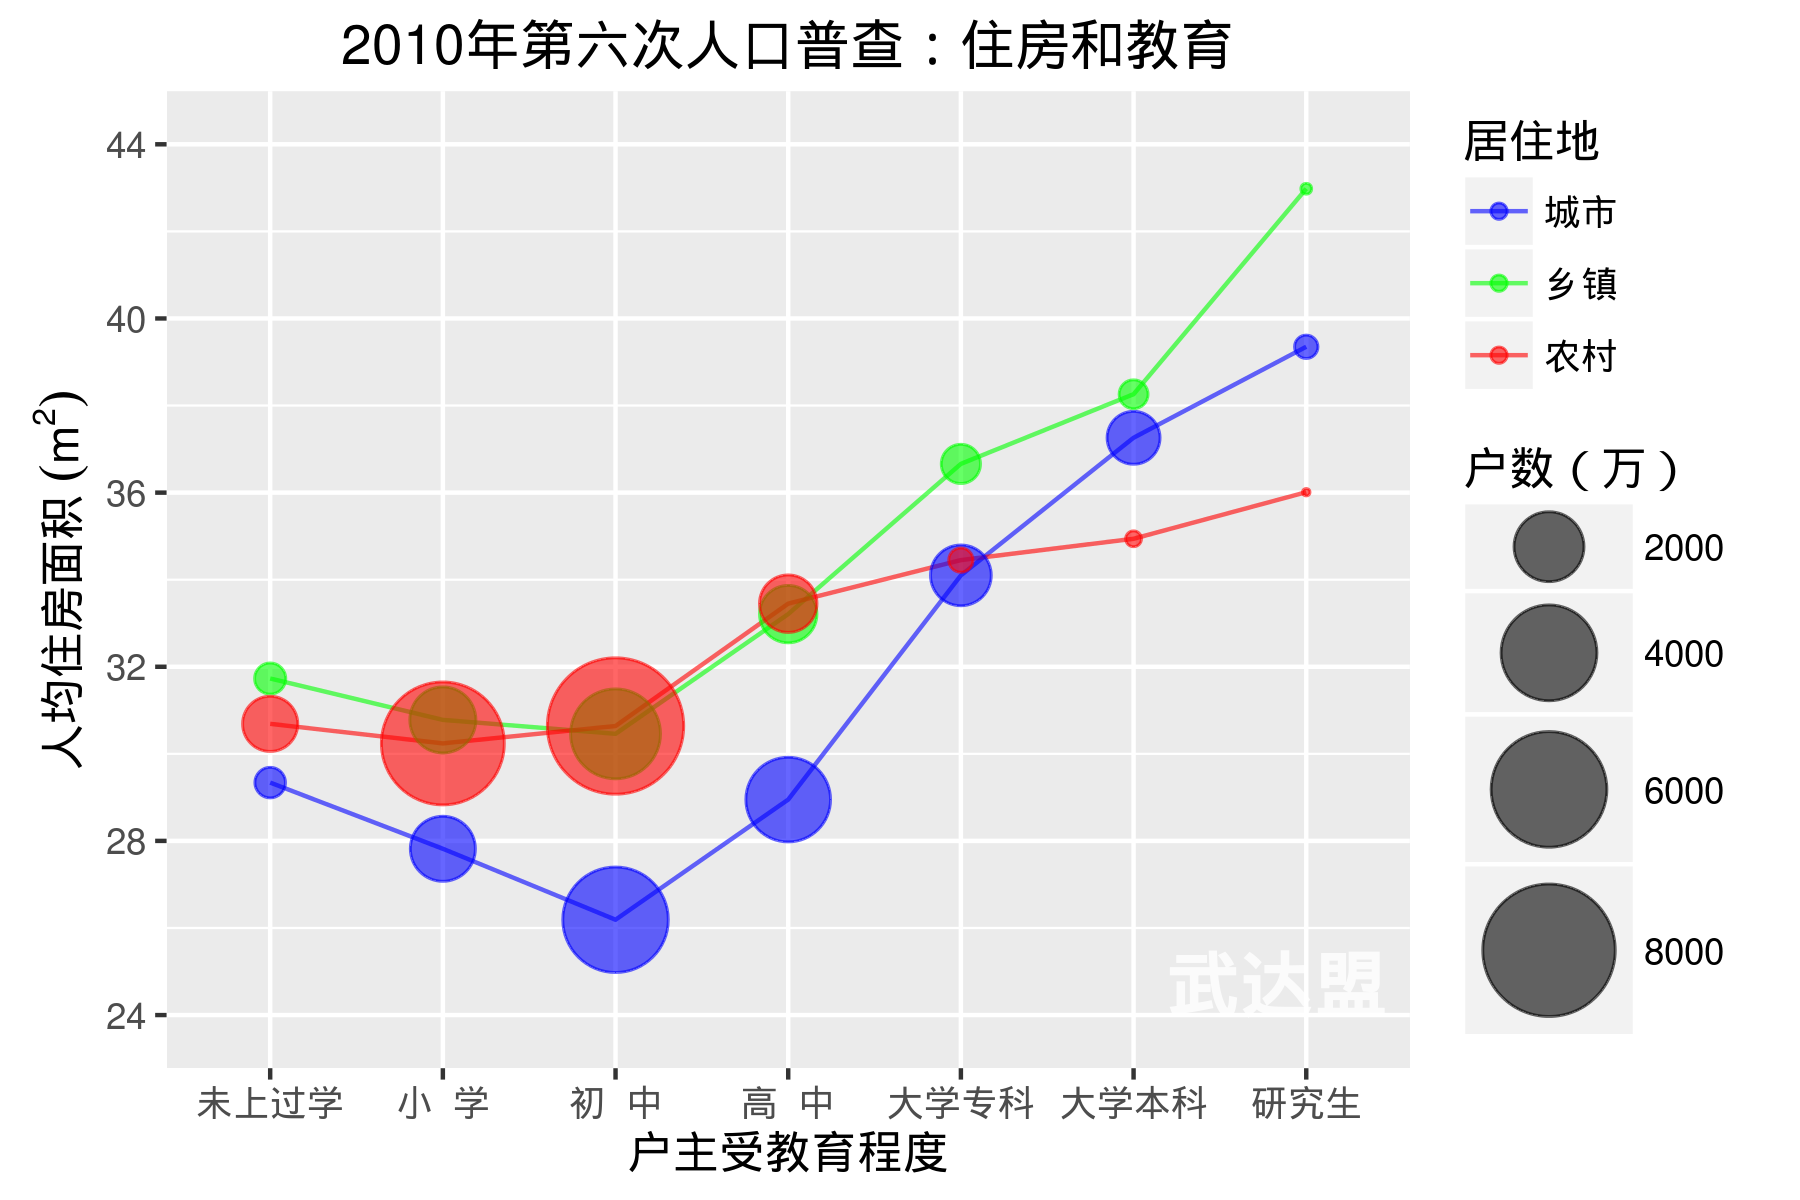 2010年第六次人口普查：住房和教育
人均住房面积 (m²)
44
40
36
32
28
24
未上过学 小 学 初 中 高 中 大学专科 大学本科 研究生
户主受教育程度
居住地
城市
乡镇
农村
户数（万）
2000
4000
6000
8000
武达盟